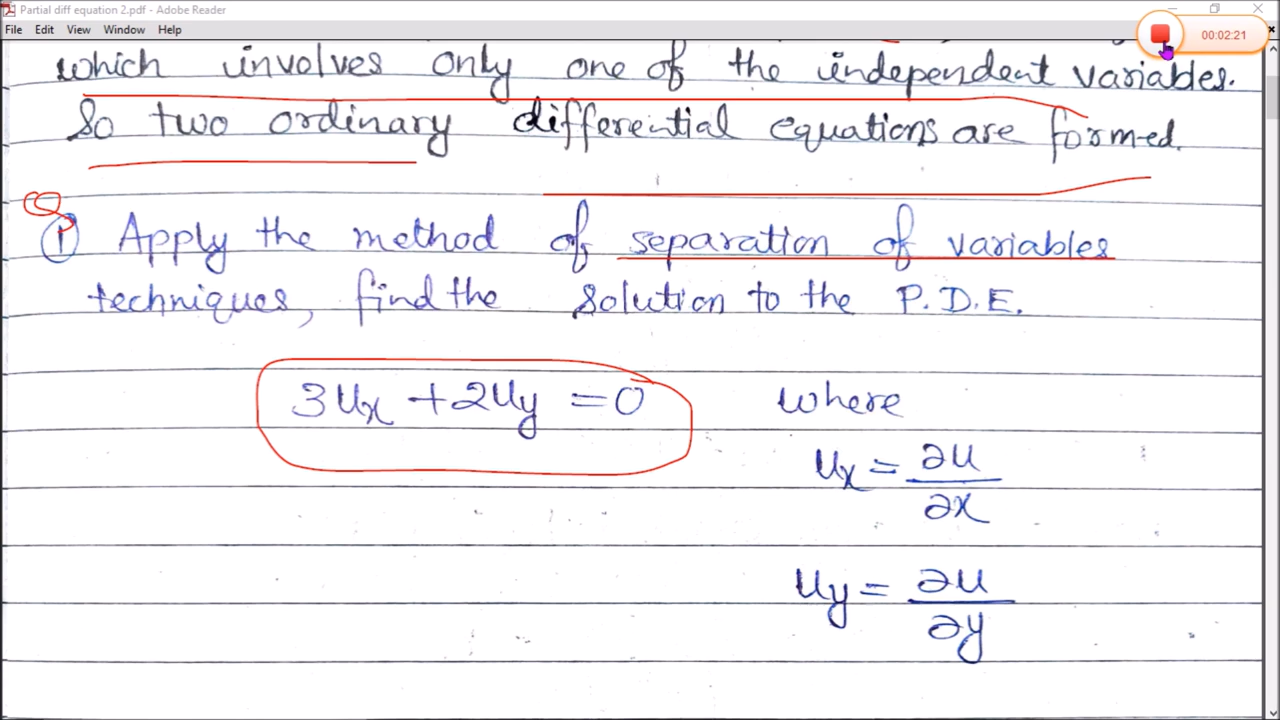 Partial diff equation 2.pdf - Adobe Reader
File Edit View Window Help
00:02:21
which involves only one of the independent variables.
So two ordinary differential equations are formed.
Q
① Apply the method of separation of variables
techniques, find the solution to the P.D.E.
3Ux + 2Uy = 0 where
Ux = ∂U/∂x
Uy = ∂U/∂y